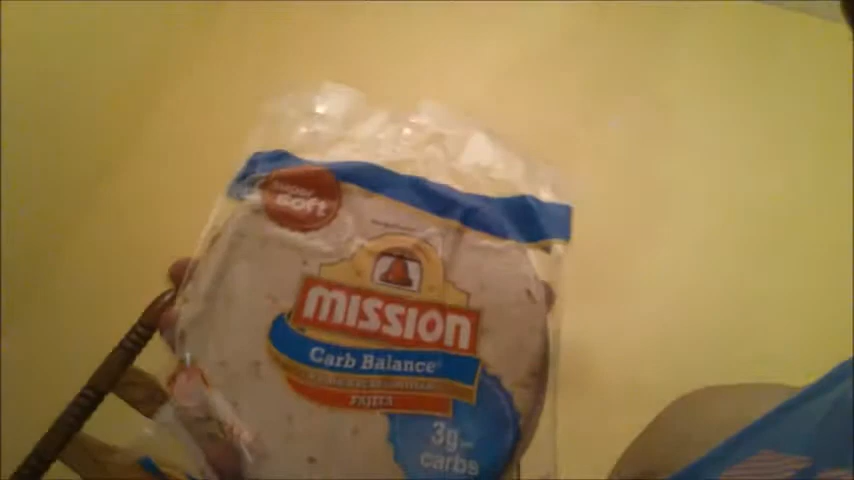 soft
MISSION
Carb Balance
FAJITA
3g
carbs